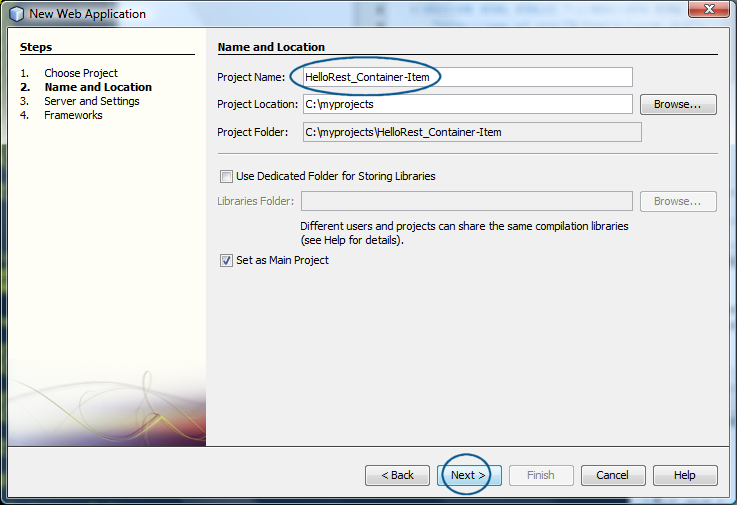 New Web Application
Steps
1. Choose Project
2. Name and Location
3. Server and Settings
4. Frameworks
Name and Location
Project Name: HelloRest_Container-Item
Project Location: C:\myprojects Browse...
Project Folder: C:\myprojects\HelloRest_Container-Item
Use Dedicated Folder for Storing Libraries
Libraries Folder: Browse...
Different users and projects can share the same compilation libraries
(see Help for details).
Set as Main Project
< Back Next > Finish Cancel Help